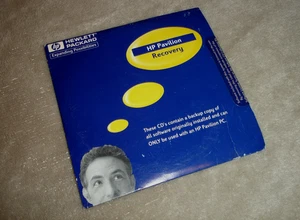 hp
HEWLETT®
PACKARD
Expanding Possibilities
HP Pavilion
Recovery
These CD's contain a backup copy of
all software originally installed and can
ONLY be used with an HP Pavilion PC.